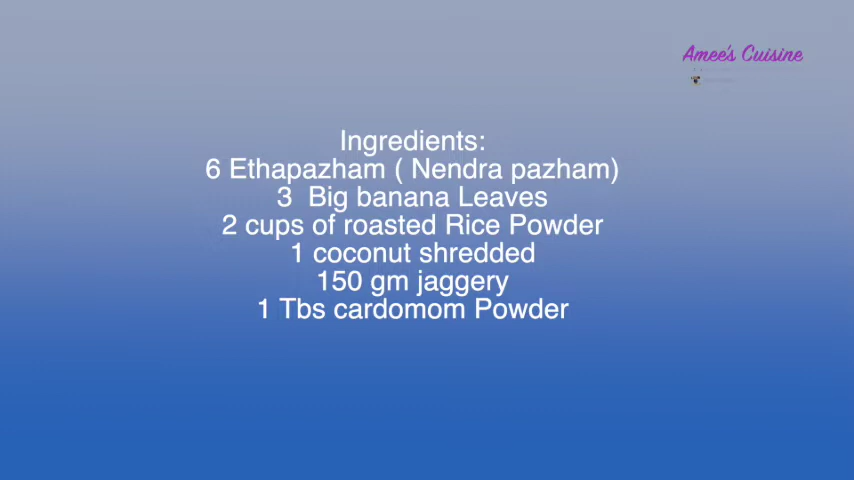 Amee's Cuisine
Ingredients:
6 Ethapazham ( Nendra pazham)
3 Big banana Leaves
2 cups of roasted Rice Powder
1 coconut shredded
150 gm jaggery
1 Tbs cardomom Powder